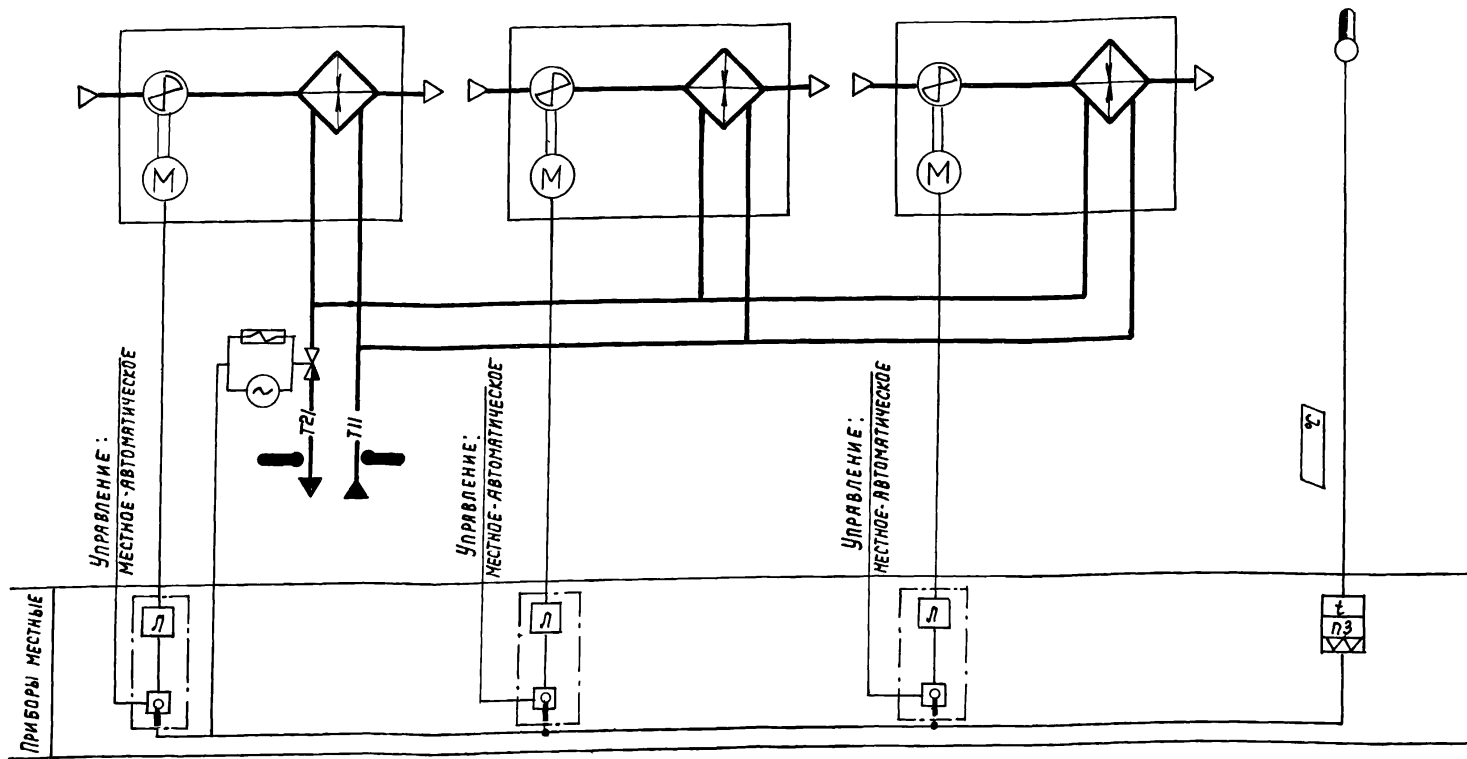 М
М
М
Управление:
местное-автоматическое
Управление:
местное-автоматическое
Управление:
местное-автоматическое
Т21
Т11
Приборы местные
Л
Л
Л
t
ПЗ